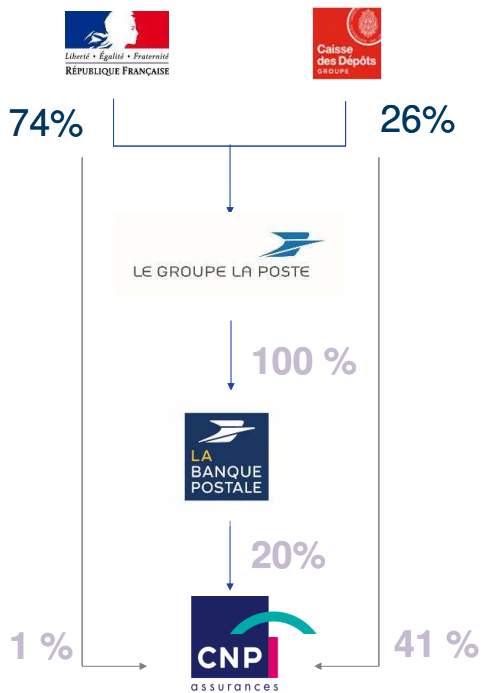 Liberté • Égalité • Fraternité
RÉPUBLIQUE FRANÇAISE
Caisse
des Dépôts
GROUPE
74%
26%
LE GROUPE LA POSTE
100 %
LA
BANQUE
POSTALE
20%
1 %
41 %
CNP
assurances